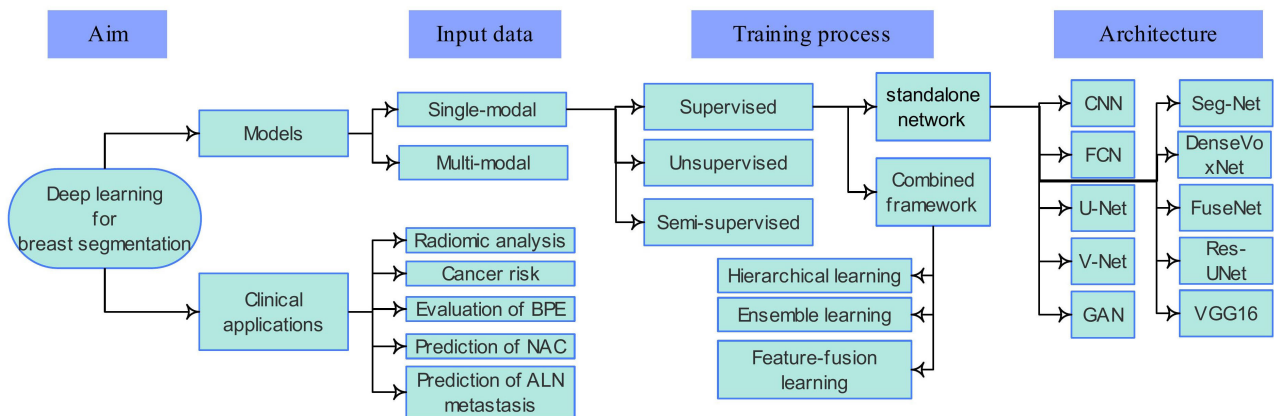 Aim
Input data
Training process
Architecture
Deep learning
for
breast segmentation
Models
Clinical
applications
Single-modal
Multi-modal
Radiomic analysis
Cancer risk
Evaluation of BPE
Prediction of NAC
Prediction of ALN
metastasis
Supervised
Unsupervised
Semi-supervised
standalone
network
Combined
framework
Hierarchical learning
Ensemble learning
Feature-fusion
learning
CNN
FCN
U-Net
V-Net
GAN
Seg-Net
DenseVo
xNet
FuseNet
Res-
UNet
VGG16